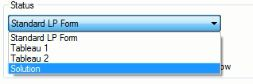 Status
Standard LP Form
Standard LP Form
Tableau 1
Tableau 2
Solution